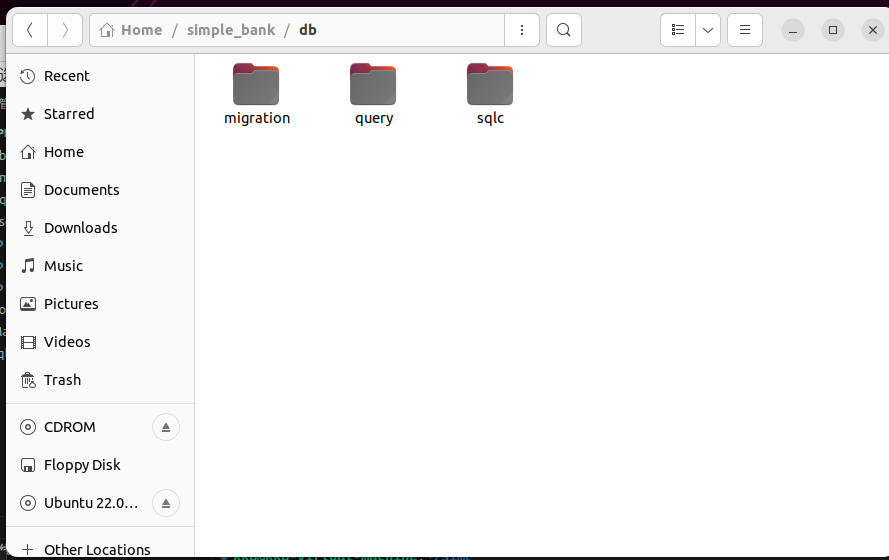 Home / simple_bank / db
Recent
Starred
Home
Documents
Downloads
Music
Pictures
Videos
Trash
CDROM
Floppy Disk
Ubuntu 22.0...
Other Locations
migration
query
sqlc